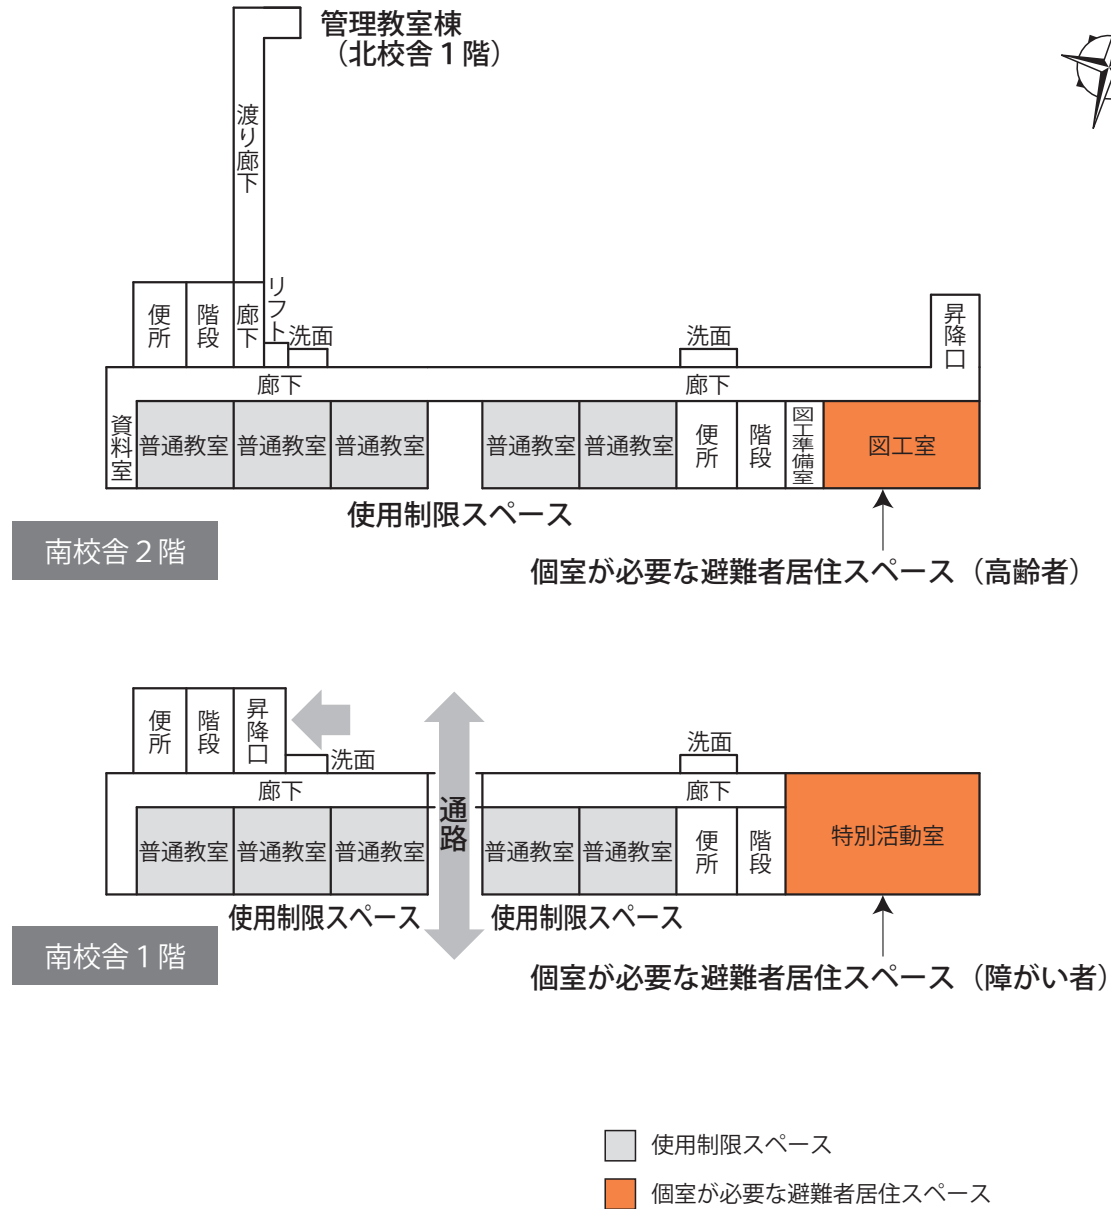 管理教室棟
（北校舎１階）
渡り廊下
リフト
便所
階段
廊下
洗面
洗面
昇降口
廊下
廊下
資料室
普通教室
普通教室
普通教室
普通教室
普通教室
便所
階段
図工準備室
図工室
使用制限スペース
南校舎２階
個室が必要な避難者居住スペース（高齢者）
便所
階段
昇降口
洗面
洗面
廊下
通路
廊下
普通教室
普通教室
普通教室
普通教室
普通教室
便所
階段
特別活動室
使用制限スペース
使用制限スペース
南校舎１階
個室が必要な避難者居住スペース（障がい者）
使用制限スペース
個室が必要な避難者居住スペース